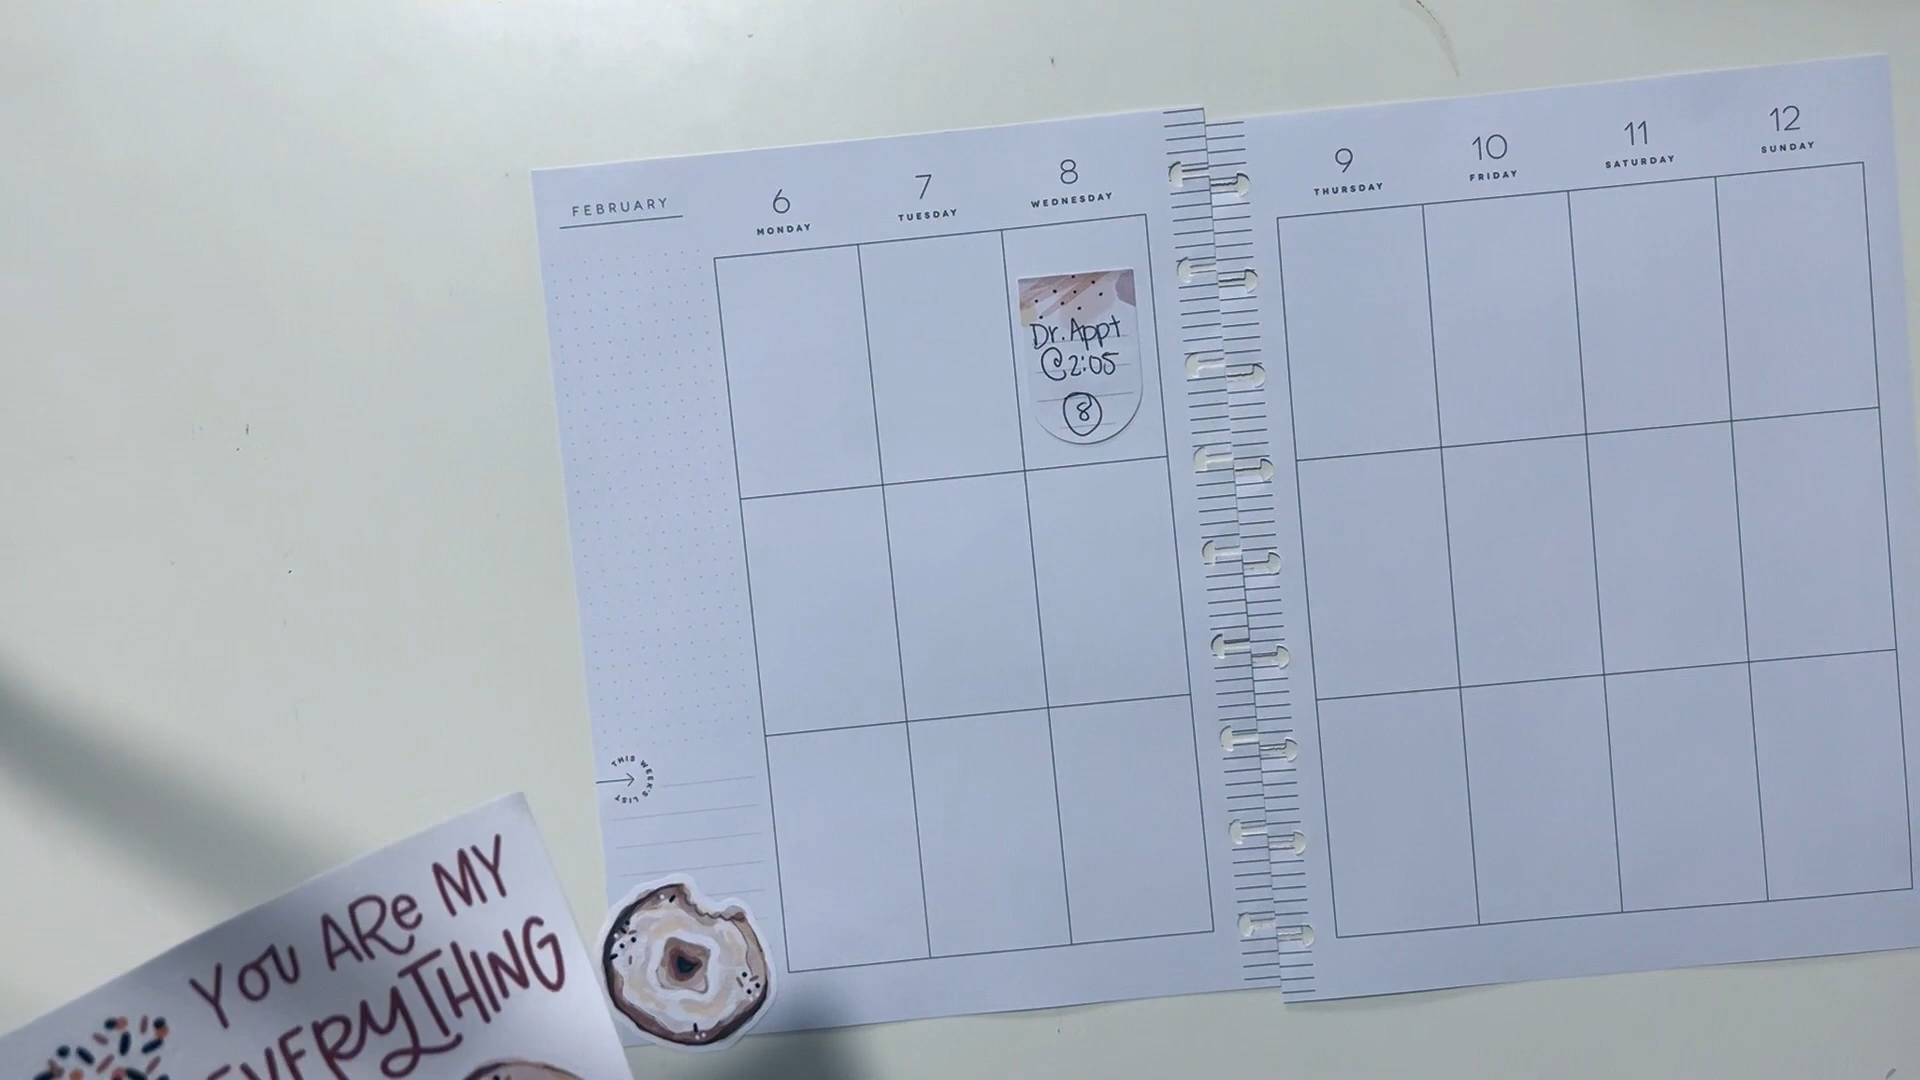 FEBRUARY
6
MONDAY
7
TUESDAY
8
WEDNESDAY
9
THURSDAY
10
FRIDAY
11
SATURDAY
12
SUNDAY
Dr. Appt
@2:05
8
THIS WEEK'S LIST
YOU ARe MY
EVERYTHING